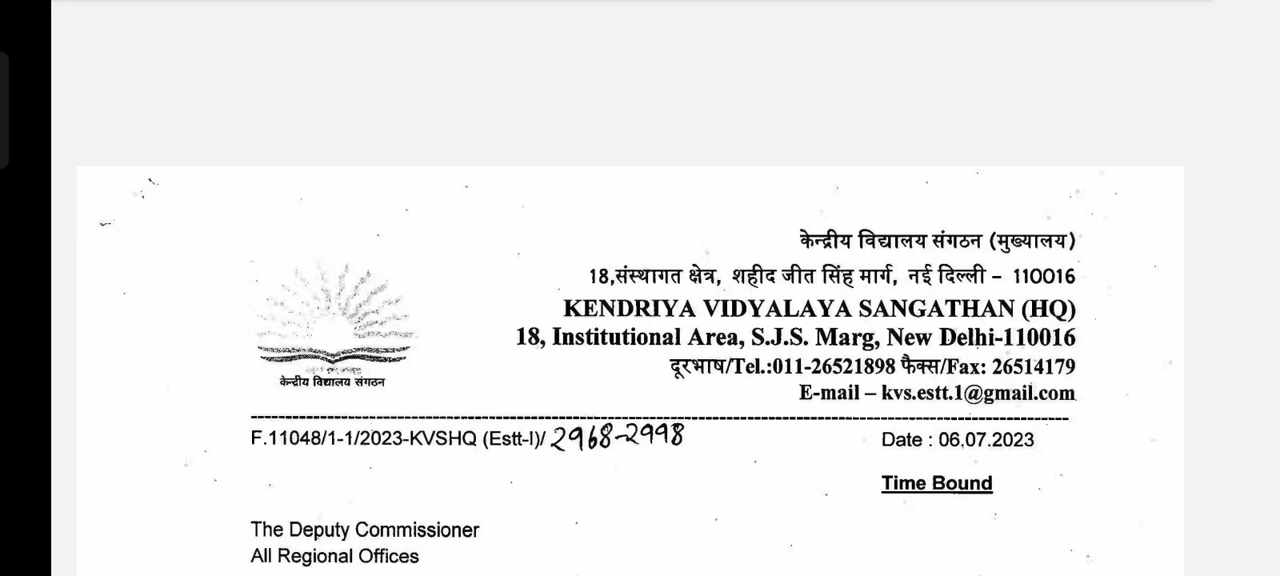 केन्द्रीय विद्यालय संगठन (मुख्यालय)
18,संस्थागत क्षेत्र, शहीद जीत सिंह मार्ग, नई दिल्ली – 110016
KENDRIYA VIDYALAYA SANGATHAN (HQ)
18, Institutional Area, S.J.S. Marg, New Delhi-110016
दूरभाष/Tel.:011-26521898 फैक्स/Fax: 26514179
E-mail – kvs.estt.1@gmail.com
केन्द्रीय विद्यालय संगठन
F.11048/1-1/2023-KVSHQ (Estt-I)/ 2968-2998 Date : 06.07.2023
Time Bound
The Deputy Commissioner
All Regional Offices